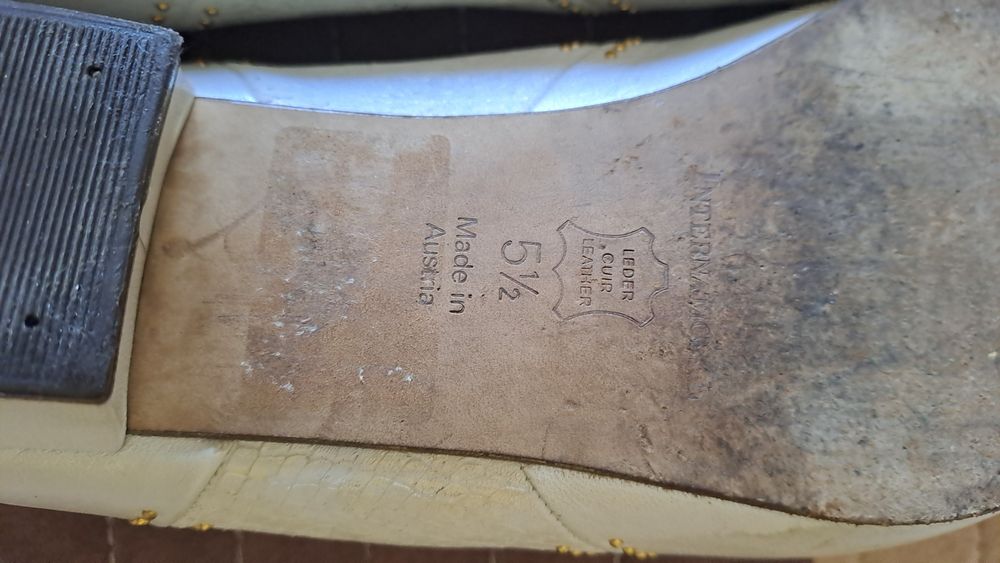 LEDER
CUIR
LEATHER
5½
Made in
Austria